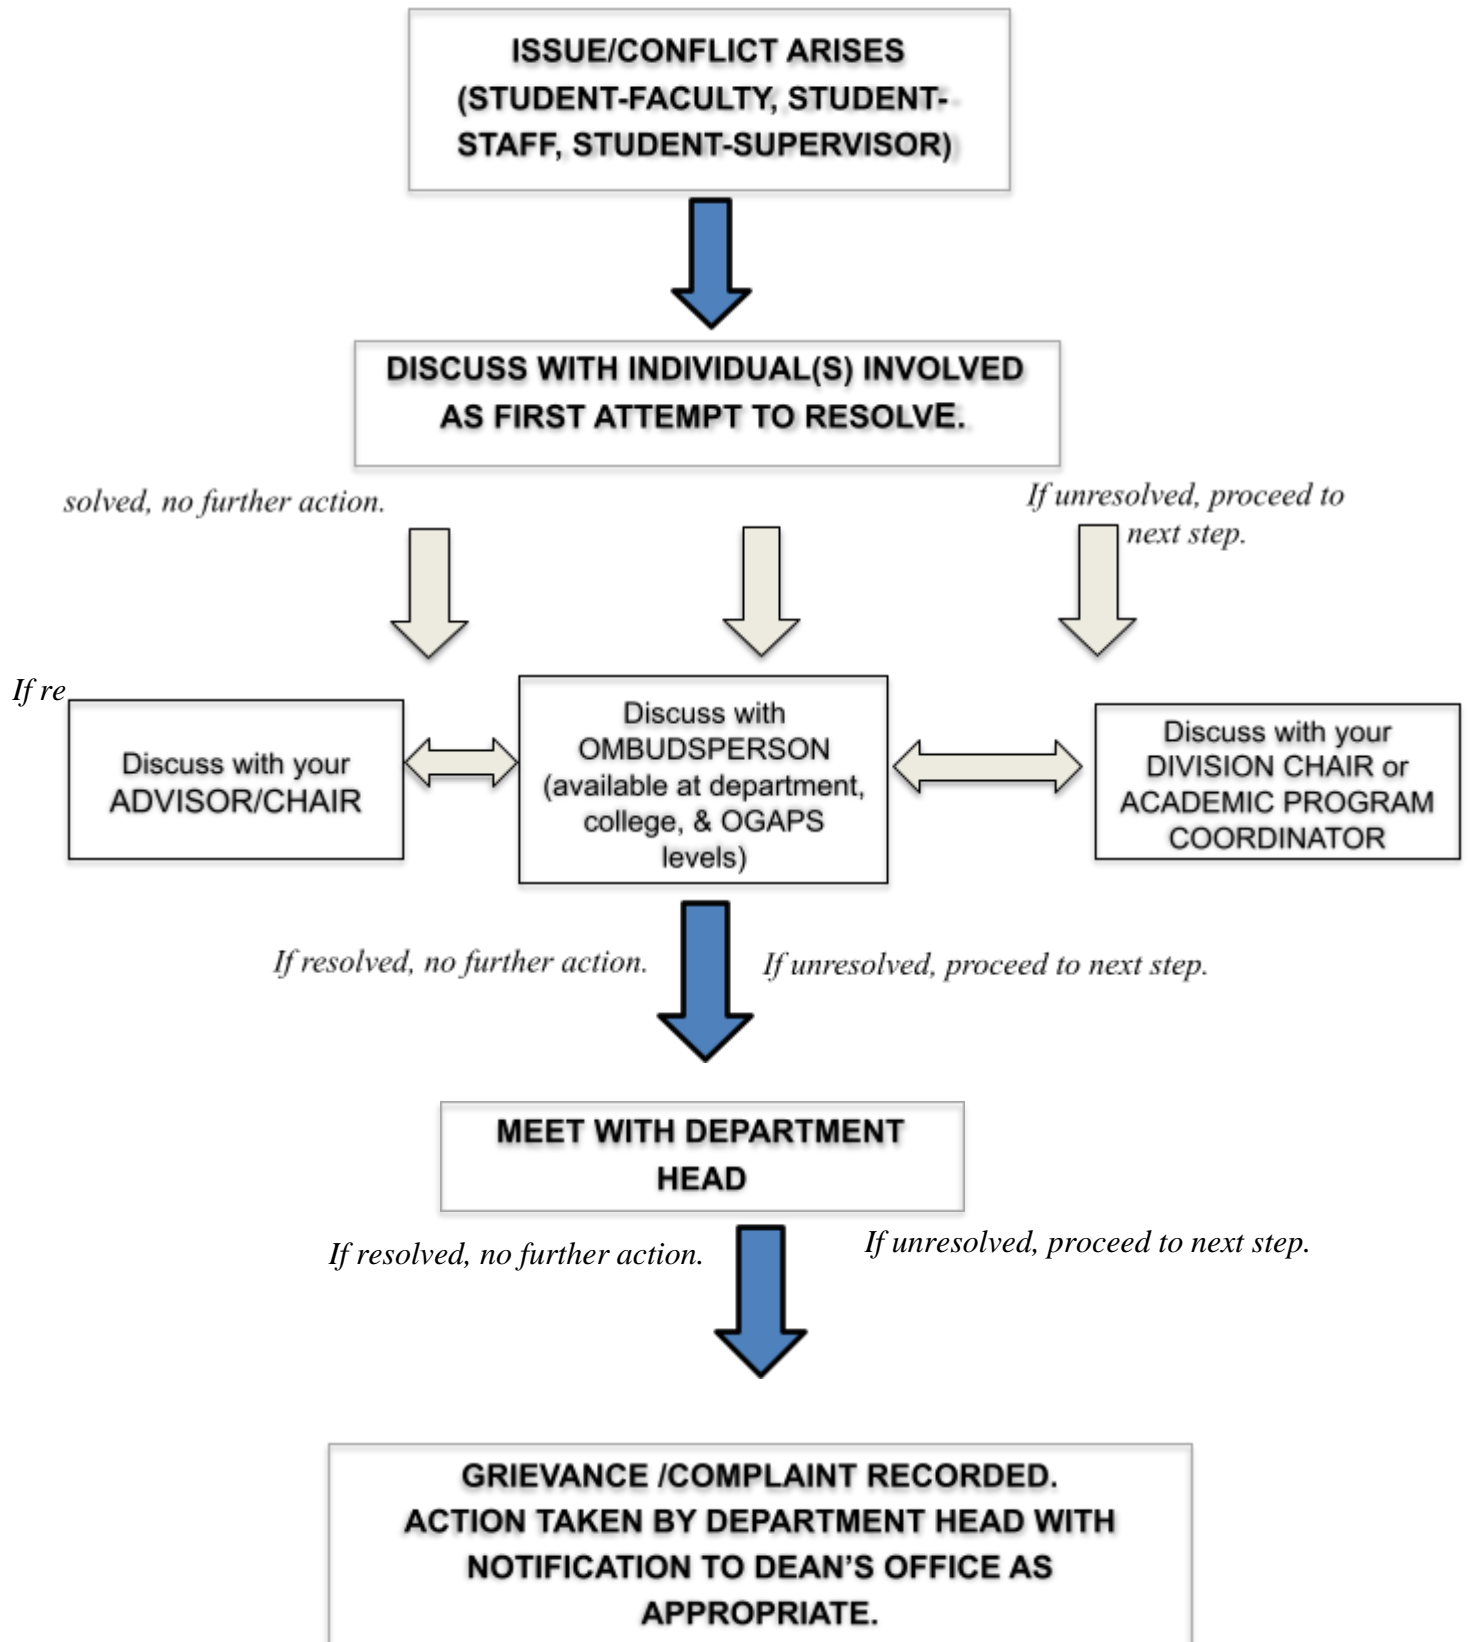 ISSUE/CONFLICT ARISES
(STUDENT-FACULTY, STUDENT-
STAFF, STUDENT-SUPERVISOR)
DISCUSS WITH INDIVIDUAL(S) INVOLVED
AS FIRST ATTEMPT TO RESOLVE.
solved, no further action.
If unresolved, proceed to
next step.
If re
Discuss with your
ADVISOR/CHAIR
Discuss with
OMBUDSPERSON
(available at department,
college, & OGAPS
levels)
Discuss with your
DIVISION CHAIR or
ACADEMIC PROGRAM
COORDINATOR
If resolved, no further action.
If unresolved, proceed to next step.
MEET WITH DEPARTMENT
HEAD
If resolved, no further action.
If unresolved, proceed to next step.
GRIEVANCE /COMPLAINT RECORDED.
ACTION TAKEN BY DEPARTMENT HEAD WITH
NOTIFICATION TO DEAN’S OFFICE AS
APPROPRIATE.